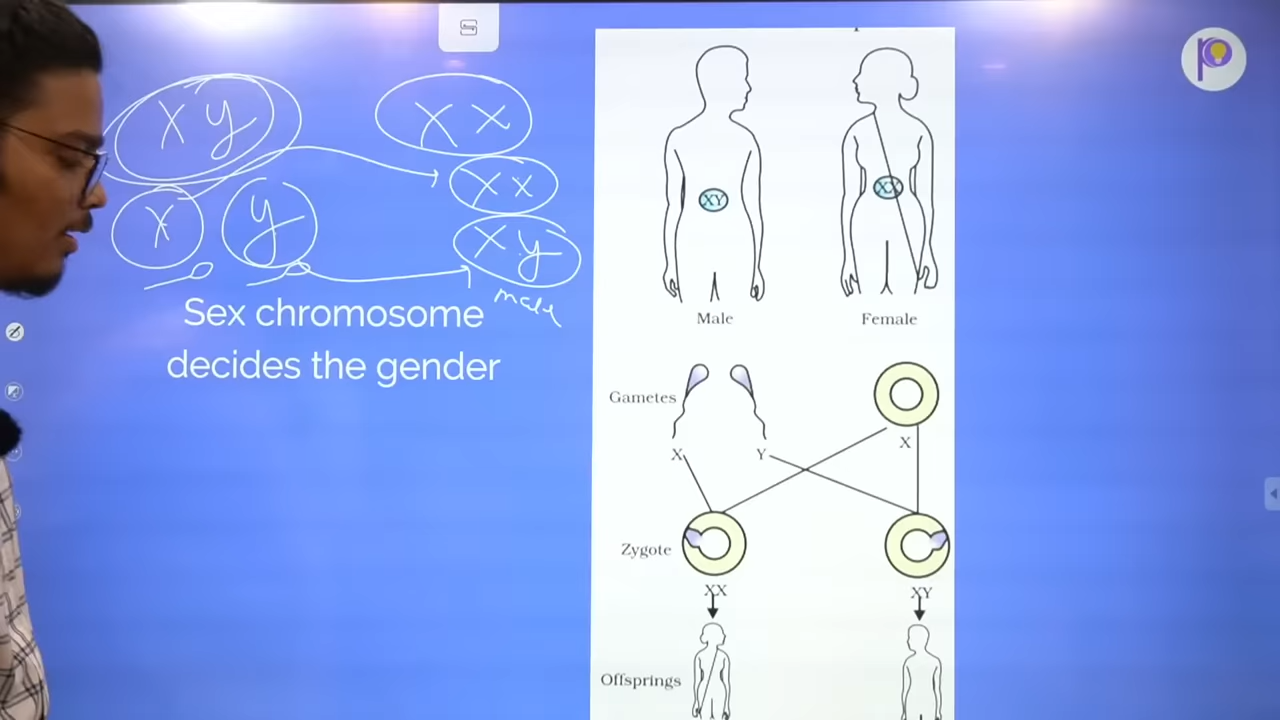 X y
X X
X X
X
y
X y
male
Sex chromosome
decides the gender
XY
XX
Male
Female
Gametes
X
Y
X
Zygote
XX
XY
Offsprings